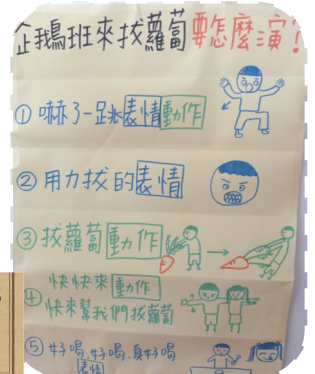 企鵝班來拔蘿蔔要怎麼演？
① 嚇了一跳表情動作
② 用力拔的表情
③ 拔蘿蔔動作
④ 快快來動作
快來幫我們拔蘿蔔
⑤ 好喝、好喝、真好喝
表情